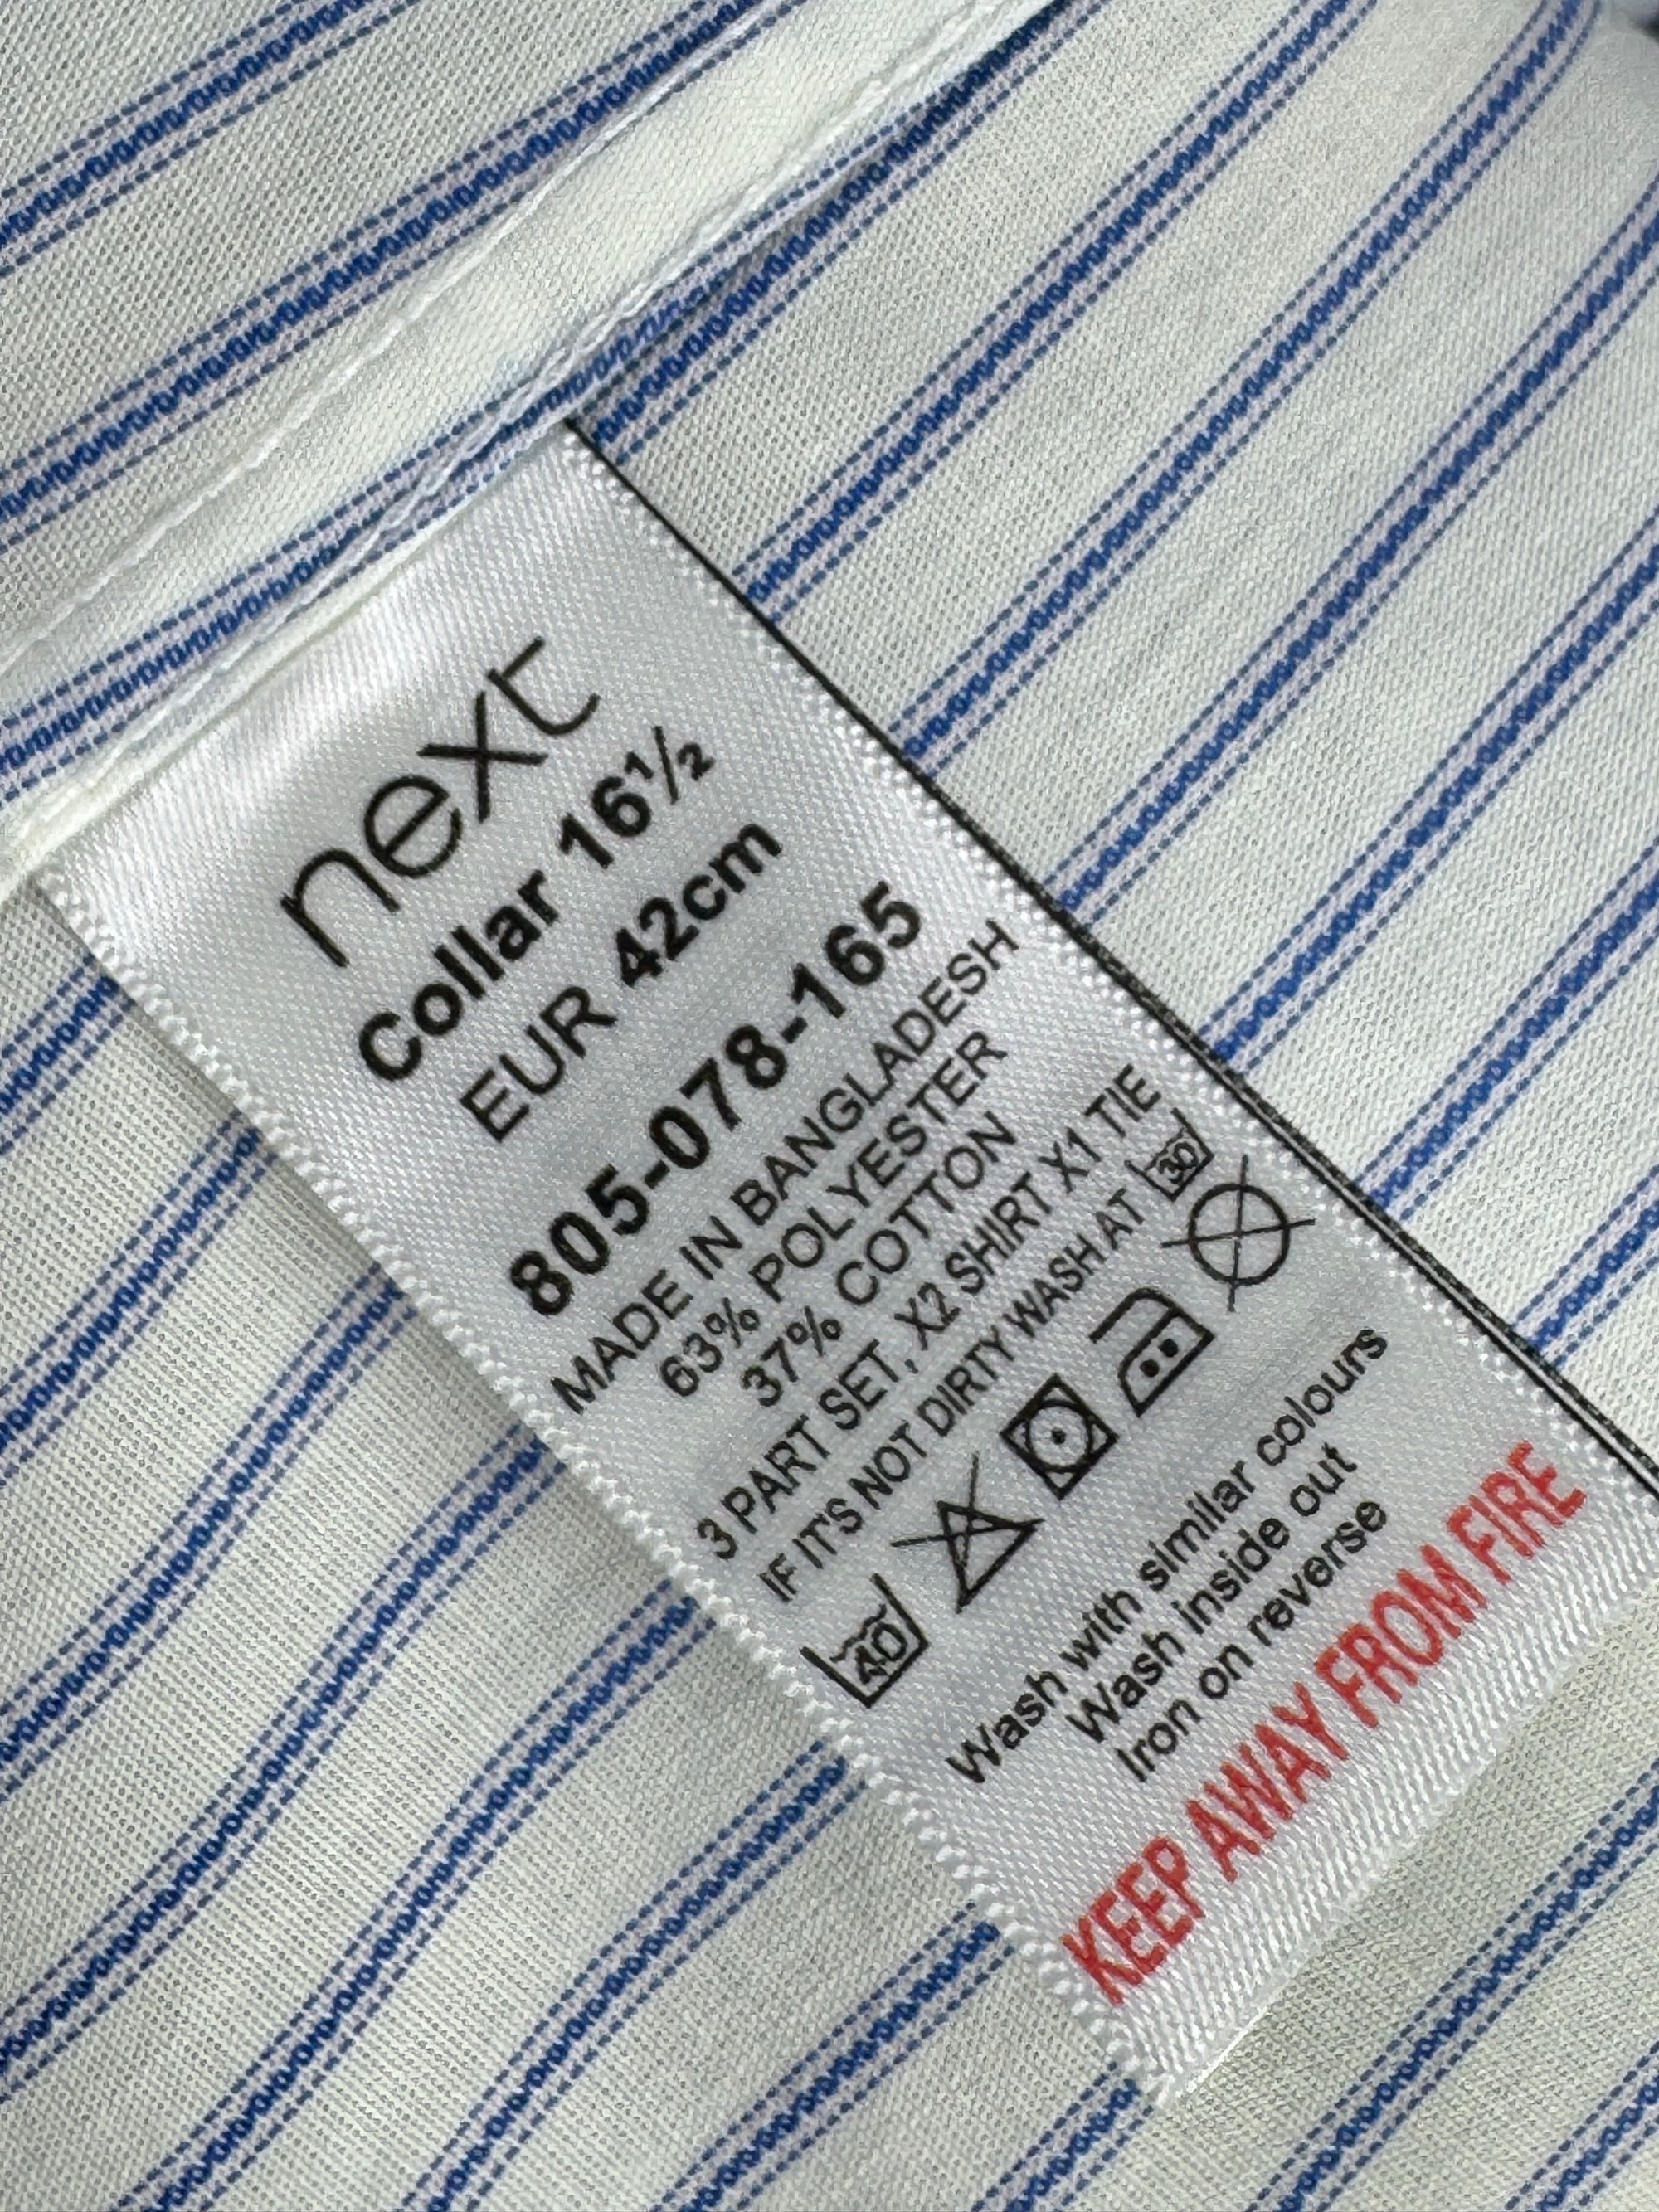 next
Collar 16½
EUR 42cm
805-078-165
MADE IN BANGLADESH
63% POLYESTER
37% COTTON
3 PART SET, X2 SHIRT X1 TIE
IF IT'S NOT DIRTY WASH AT 30
40
Wash with similar colours
Wash inside out
Iron on reverse
KEEP AWAY FROM FIRE